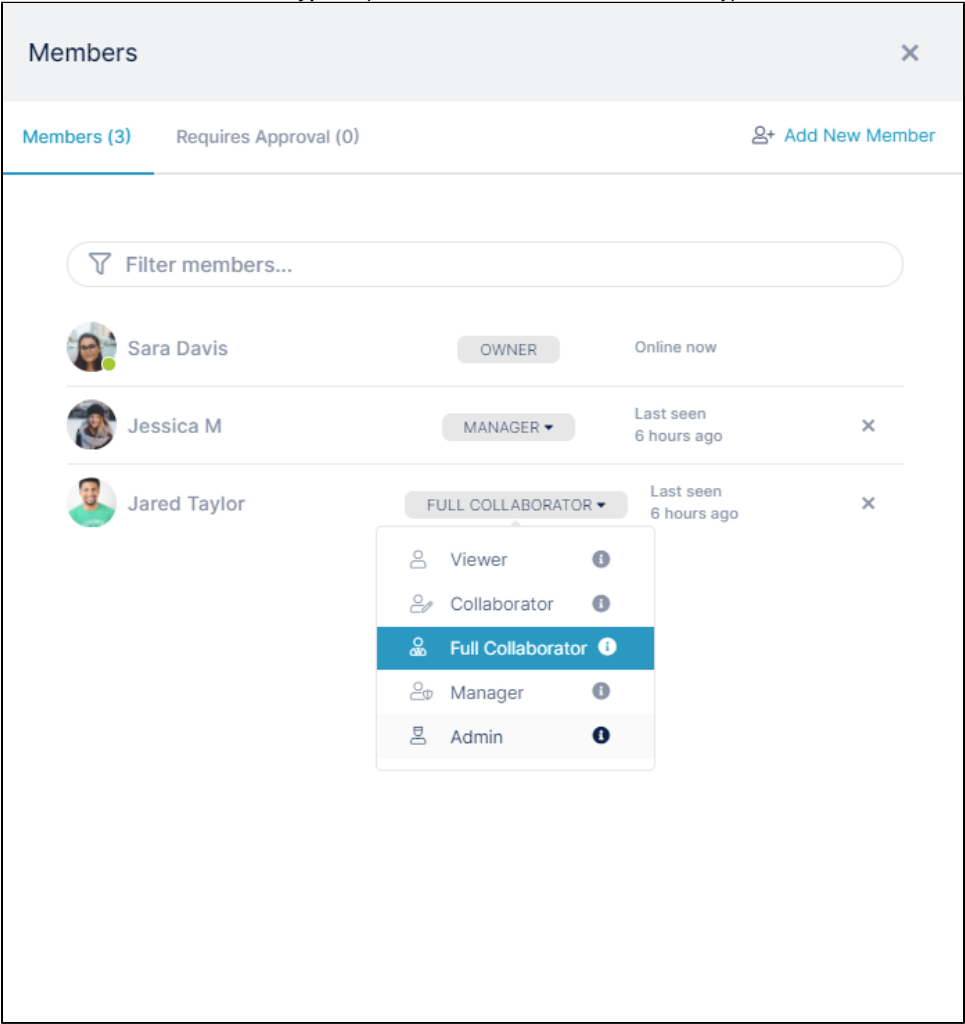 Members
Members (3)
Requires Approval (0)
Add New Member
Filter members...
Sara Davis
OWNER
Online now
Jessica M
MANAGER
Last seen
6 hours ago
Jared Taylor
FULL COLLABORATOR
Last seen
6 hours ago
Viewer
Collaborator
Full Collaborator
Manager
Admin